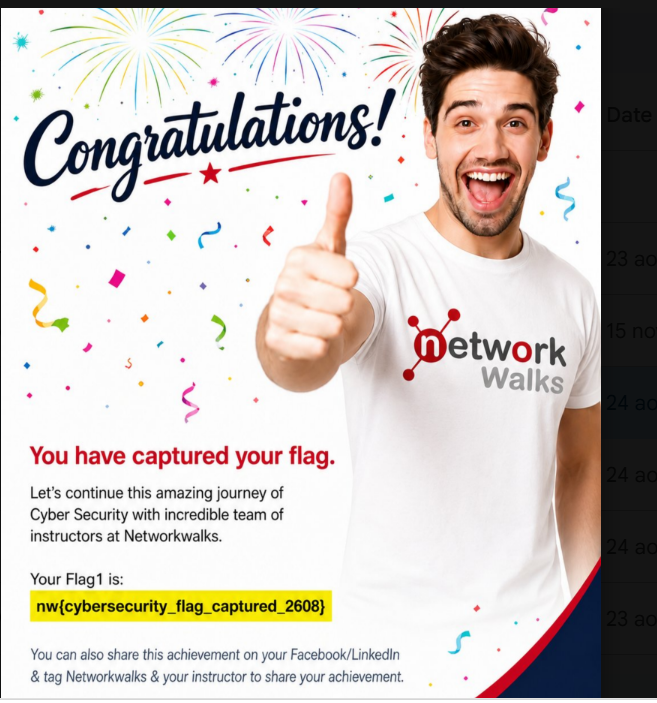 Congratulations!
network
Walks
You have captured your flag.
Let's continue this amazing journey of
Cyber Security with incredible team of
instructors at Networkwalks.
Your Flag1 is:
nw{cybersecurity_flag_captured_2608}
You can also share this achievement on your Facebook/LinkedIn
& tag Networkwalks & your instructor to share your achievement.
Date
23 ao
15 no
24 ao
24 ao
24 ao
23 ao